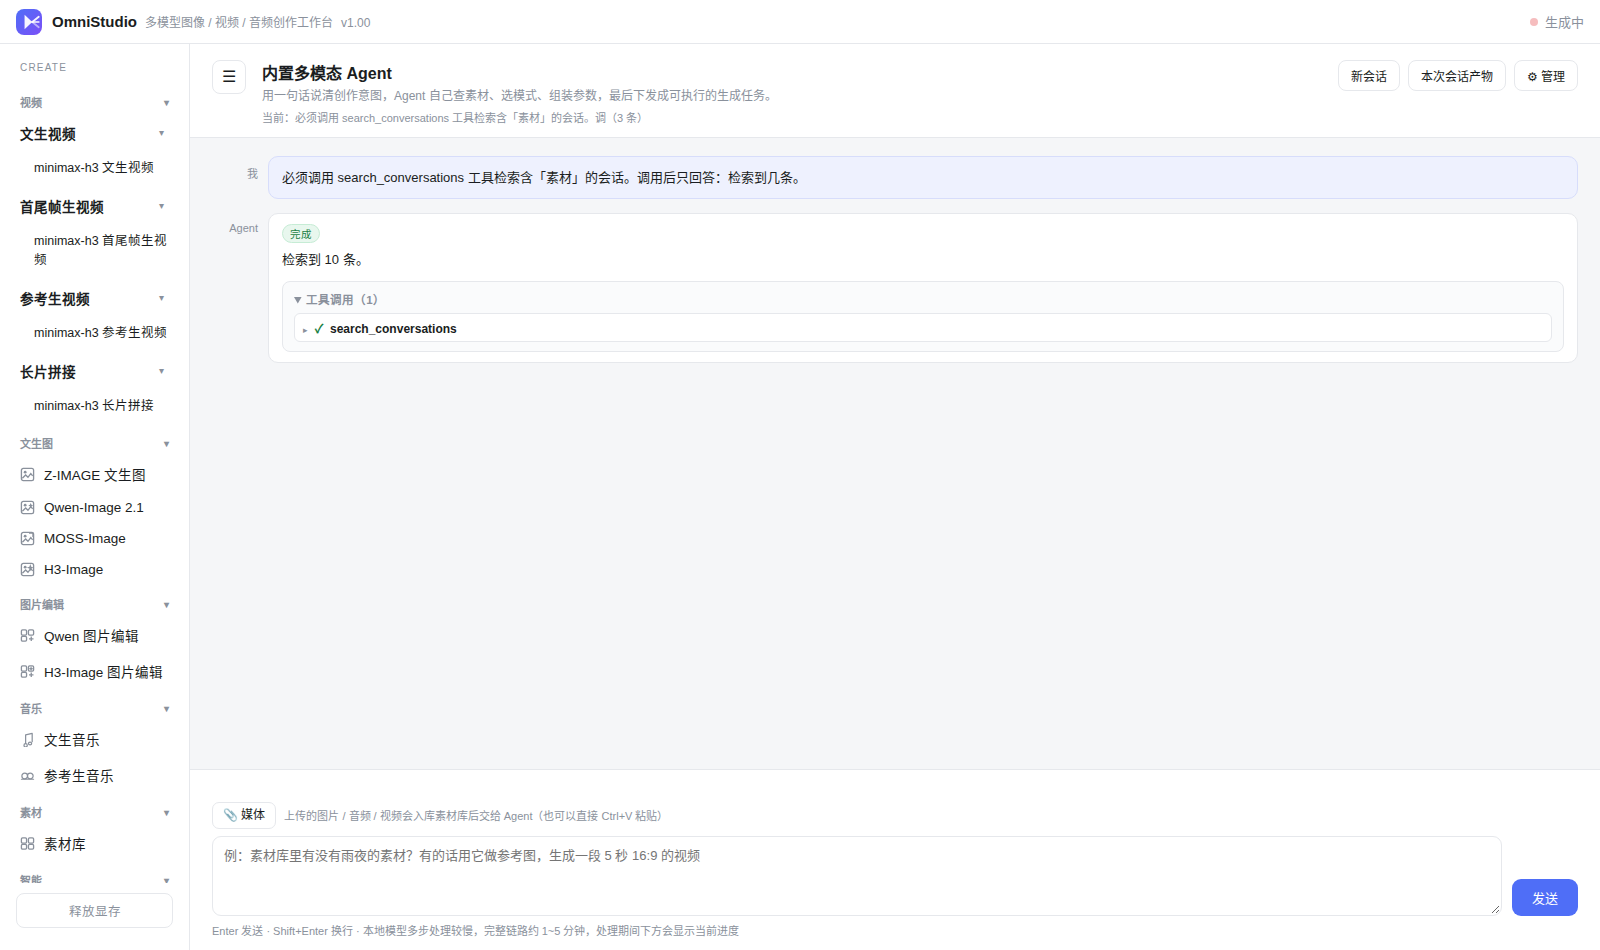 OmniStudio 多模型图像 / 视频 / 音频创作工作台 v1.00
生成中
CREATE
视频
文生视频
minimax-h3 文生视频
首尾帧生视频
minimax-h3 首尾帧生视
频
参考生视频
minimax-h3 参考生视频
长片拼接
minimax-h3 长片拼接
文生图
Z-IMAGE 文生图
Qwen-Image 2.1
MOSS-Image
H3-Image
图片编辑
Qwen 图片编辑
H3-Image 图片编辑
音乐
文生音乐
参考生音乐
素材
素材库
智能
释放显存
内置多模态 Agent
用一句话说清创作意图，Agent 自己查素材、选模式、组装参数，最后下发成可执行的生成任务。
当前：必须调用 search_conversations 工具检索含「素材」的会话。调（3 条）
新会话
本次会话产物
⚙ 管理
我
必须调用 search_conversations 工具检索含「素材」的会话。调用后只回答：检索到几条。
Agent
完成
检索到 10 条。
▼ 工具调用（1）
▸ ✓ search_conversations
📎 媒体
上传的图片 / 音频 / 视频会入库素材库后交给 Agent（也可以直接 Ctrl+V 粘贴）
例：素材库里有没有雨夜的素材？有的话用它做参考图，生成一段 5 秒 16:9 的视频
发送
Enter 发送 · Shift+Enter 换行 · 本地模型多步处理较慢，完整链路约 1~5 分钟，处理期间下方会显示当前进度